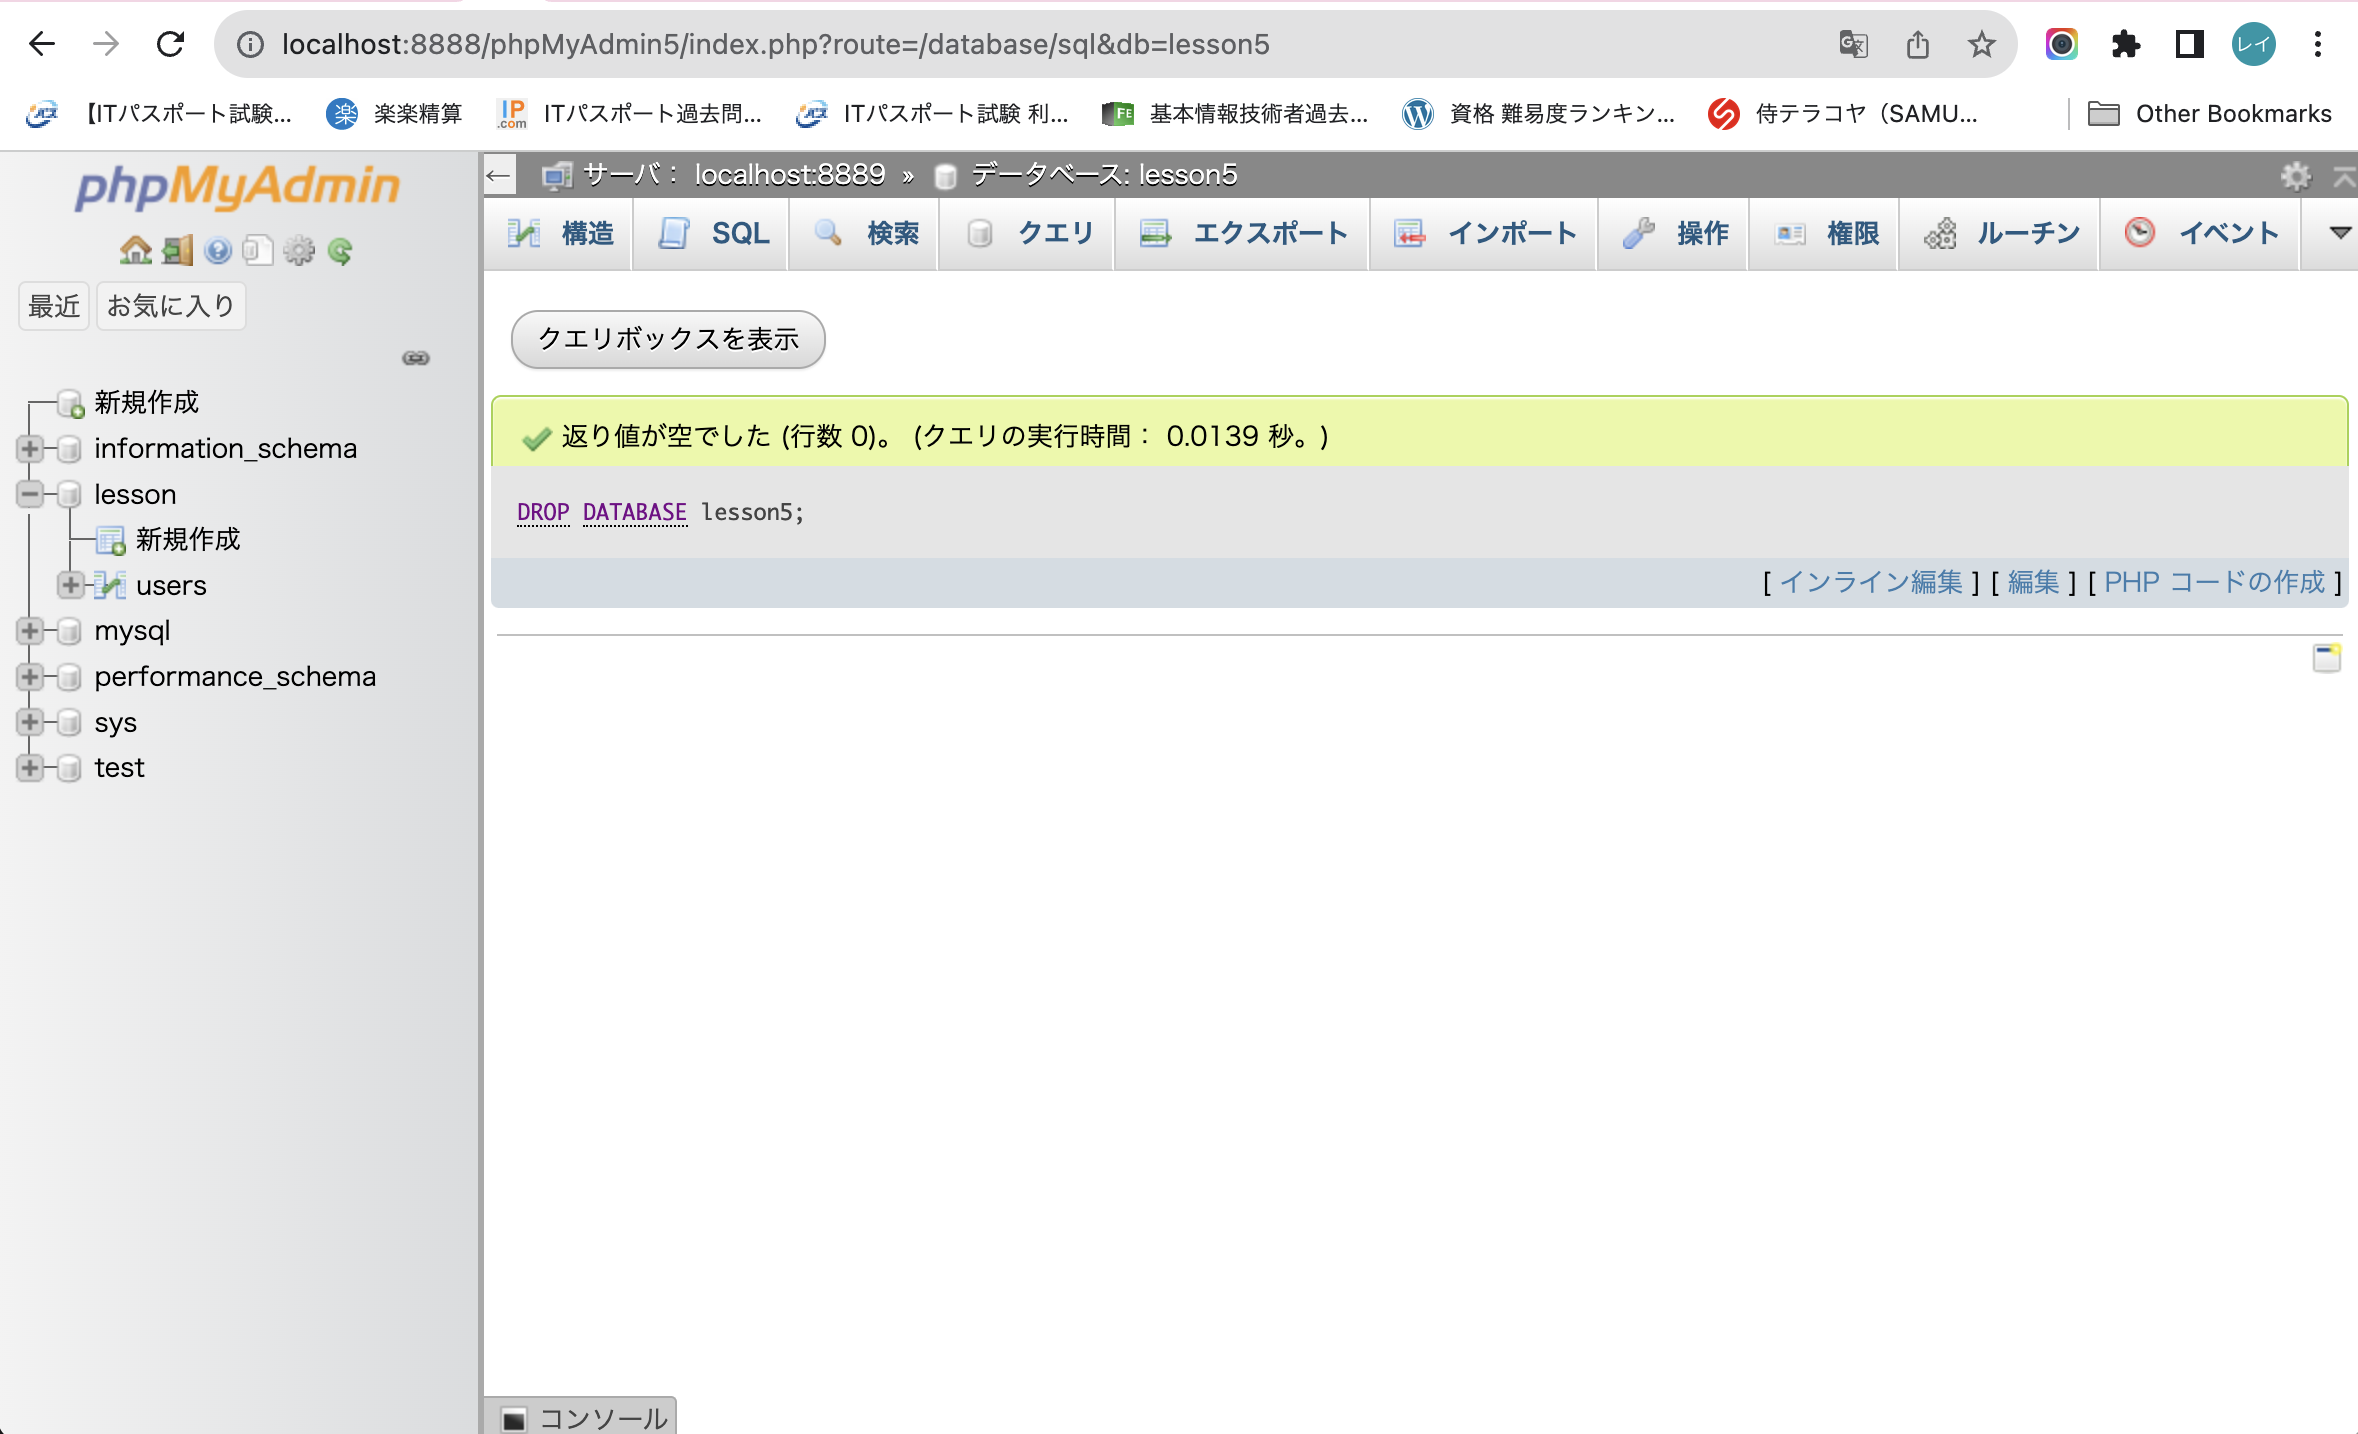 localhost:8888/phpMyAdmin5/index.php?route=/database/sql&db=lesson5
レイ
【ITパスポート試験...
楽
楽楽精算
IP
.com
ITパスポート過去問...
ITパスポート試験 利...
FE
基本情報技術者過去...
資格 難易度ランキン...
侍テラコヤ（SAMU...
Other Bookmarks
phpMyAdmin
最近
お気に入り
新規作成
information_schema
lesson
新規作成
users
mysql
performance_schema
sys
test
サーバ： localhost:8889 » データベース: lesson5
構造
SQL
検索
クエリ
エクスポート
インポート
操作
権限
ルーチン
イベント
クエリボックスを表示
返り値が空でした (行数 0)。 (クエリの実行時間： 0.0139 秒。)
DROP DATABASE lesson5;
[ インライン編集 ] [ 編集 ] [ PHP コードの作成 ]
コンソール